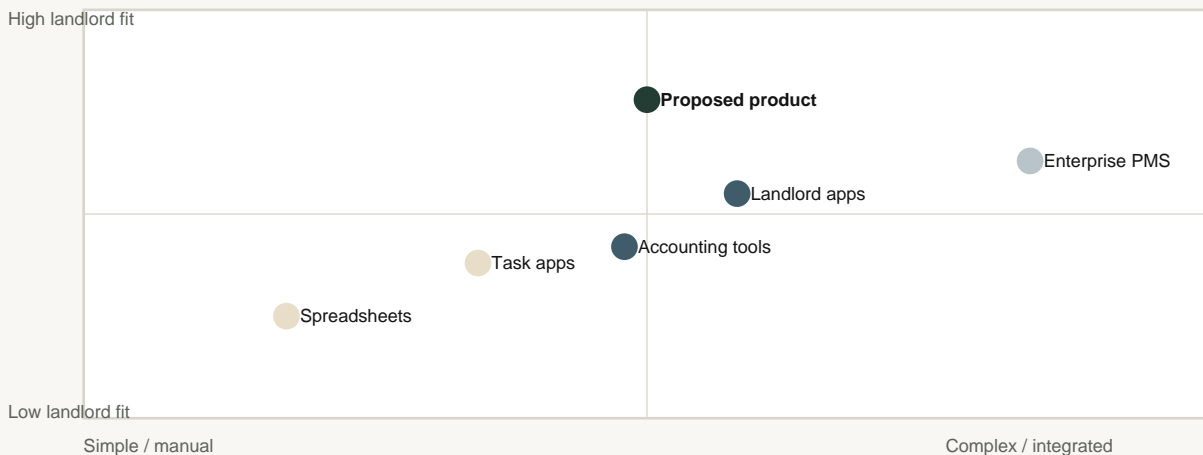 High landlord fit
Proposed product
Enterprise PMS
Landlord apps
Accounting tools
Task apps
Spreadsheets
Low landlord fit
Simple / manual
Complex / integrated